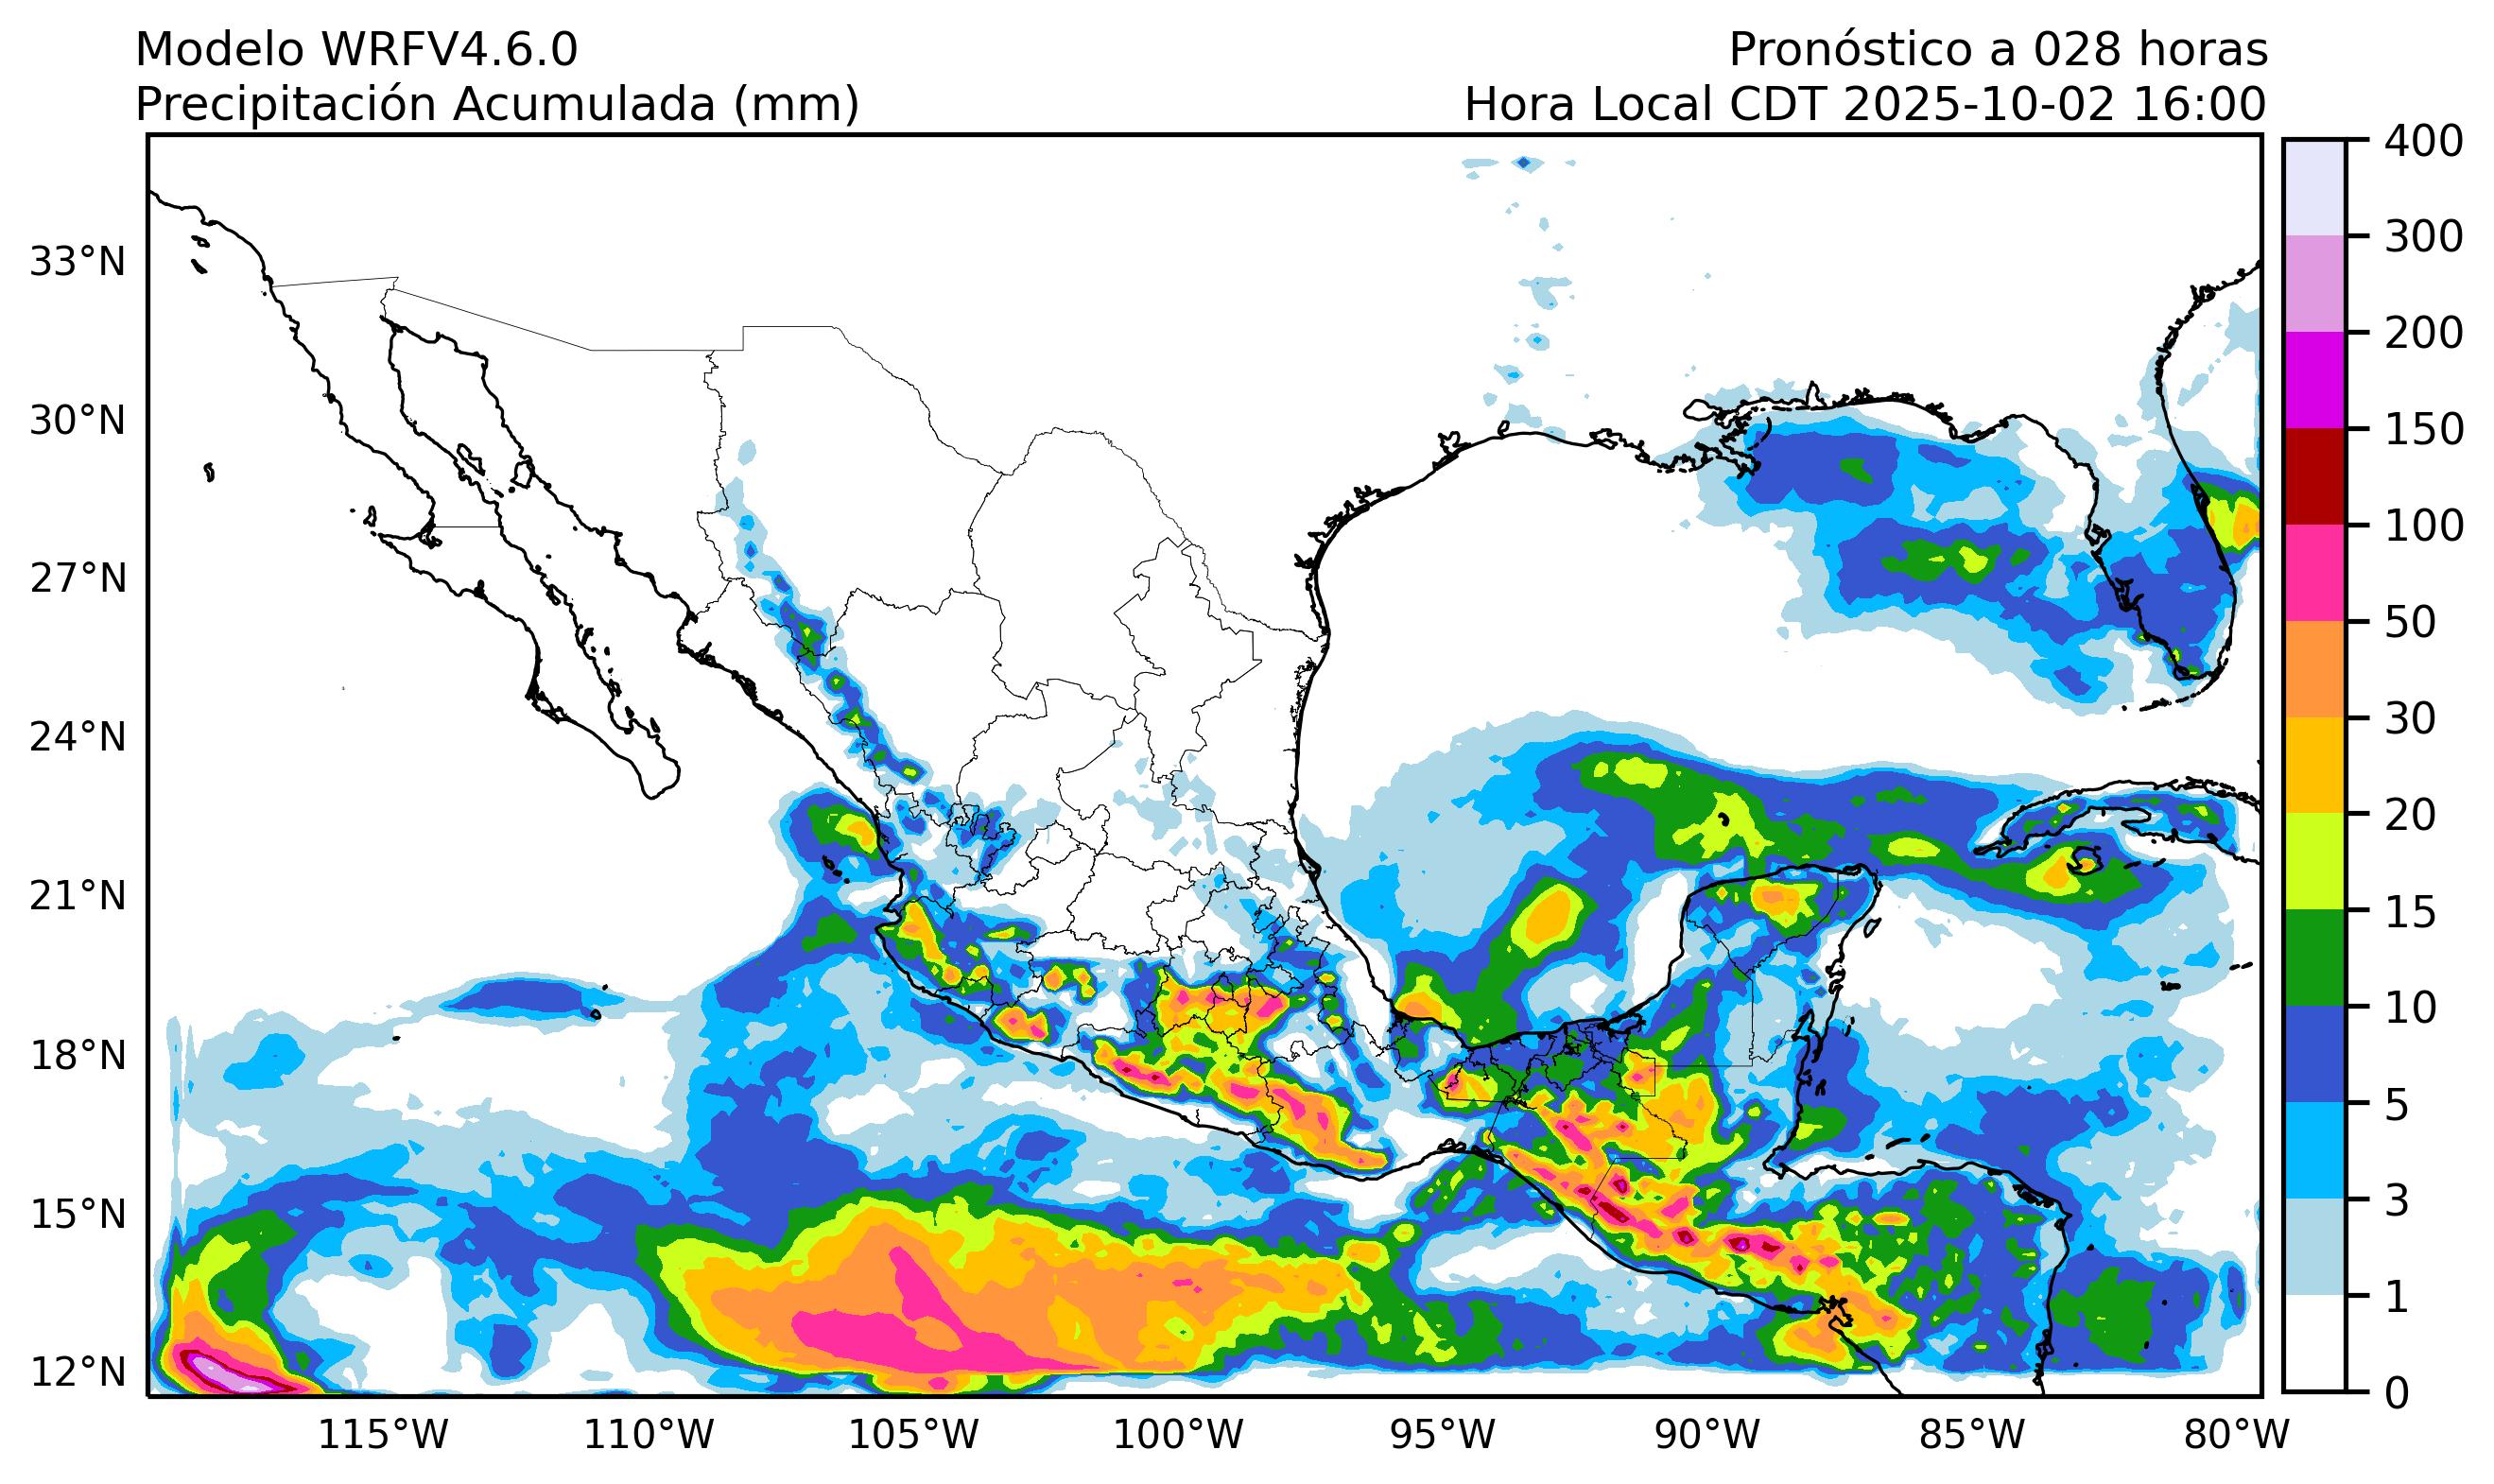 Modelo WRFV4.6.0
Pronóstico a 028 horas
Precipitación Acumulada (mm)
Hora Local CDT 2025-10-02 16:00
33°N
30°N
27°N
24°N
21°N
18°N
15°N
12°N
115°W
110°W
105°W
100°W
95°W
90°W
85°W
80°W
400
300
200
150
100
50
30
20
15
10
5
3
1
0